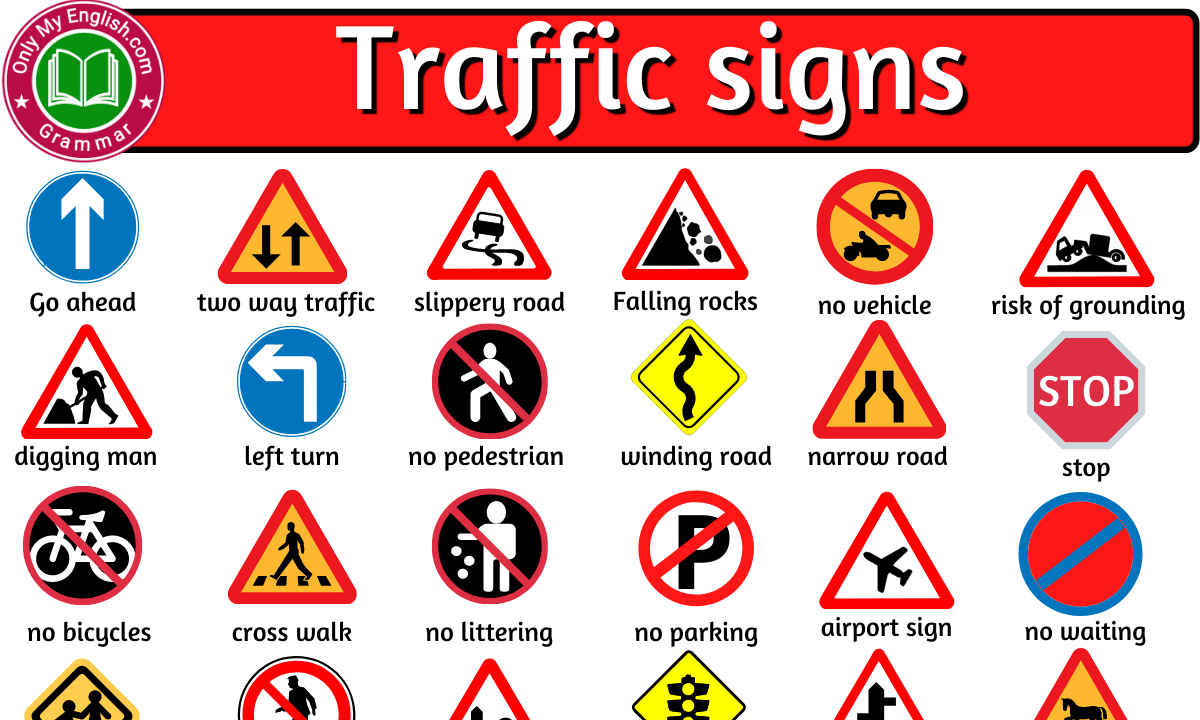 Only My English.com
Grammar
Traffic signs
Go ahead
two way traffic
slippery road
Falling rocks
no vehicle
risk of grounding
STOP
digging man
left turn
no pedestrian
winding road
narrow road
stop
P
no bicycles
cross walk
no littering
no parking
airport sign
no waiting